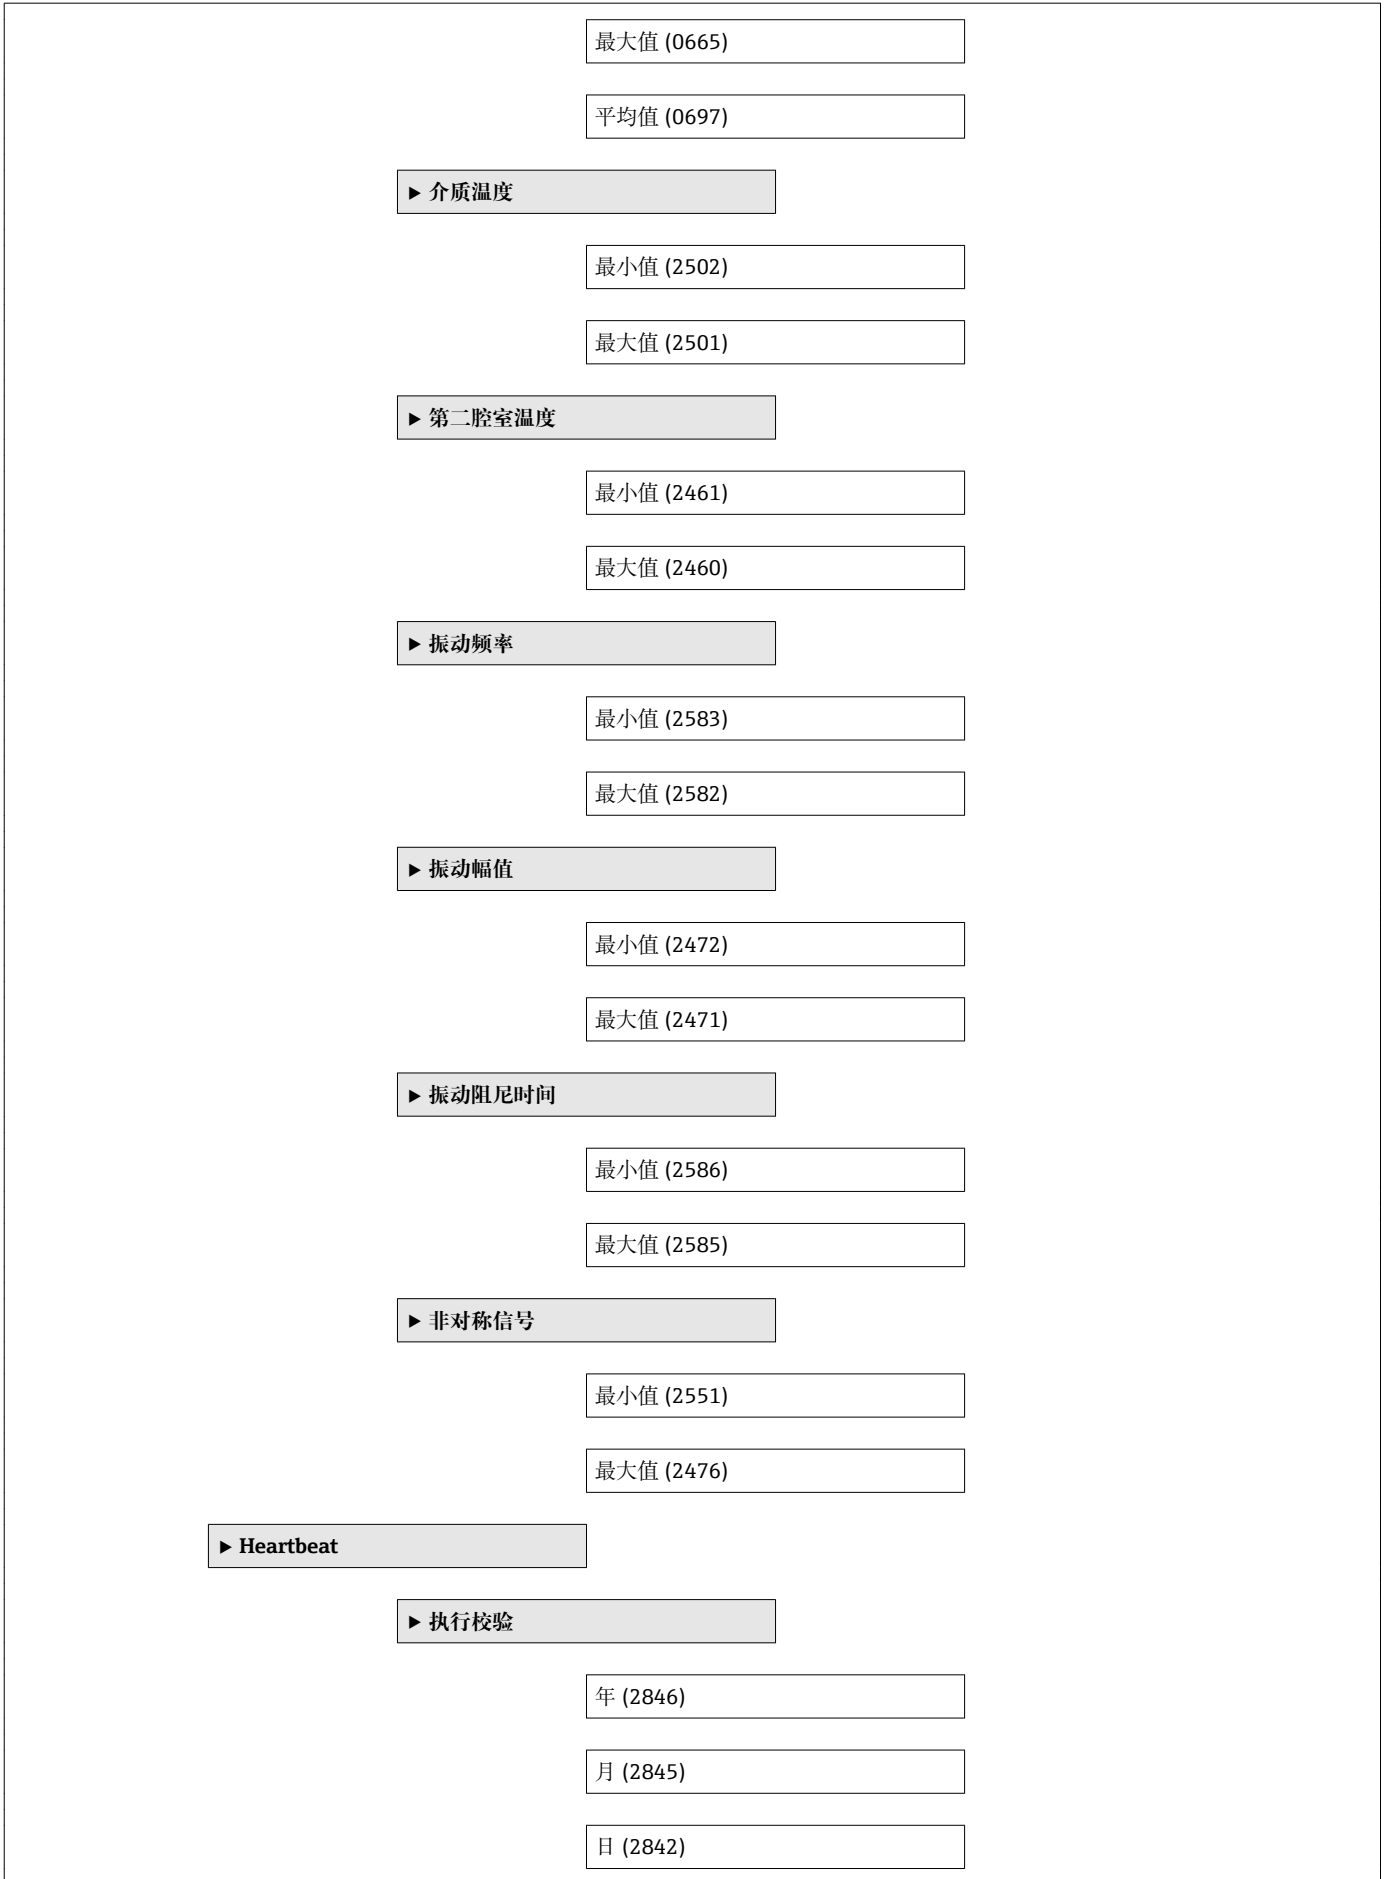 最大值 (0665)
平均值 (0697)
▶ 介质温度
最小值 (2502)
最大值 (2501)
▶ 第二腔室温度
最小值 (2461)
最大值 (2460)
▶ 振动频率
最小值 (2583)
最大值 (2582)
▶ 振动幅值
最小值 (2472)
最大值 (2471)
▶ 振动阻尼时间
最小值 (2586)
最大值 (2585)
▶ 非对称信号
最小值 (2551)
最大值 (2476)
▶ Heartbeat
▶ 执行校验
年 (2846)
月 (2845)
日 (2842)